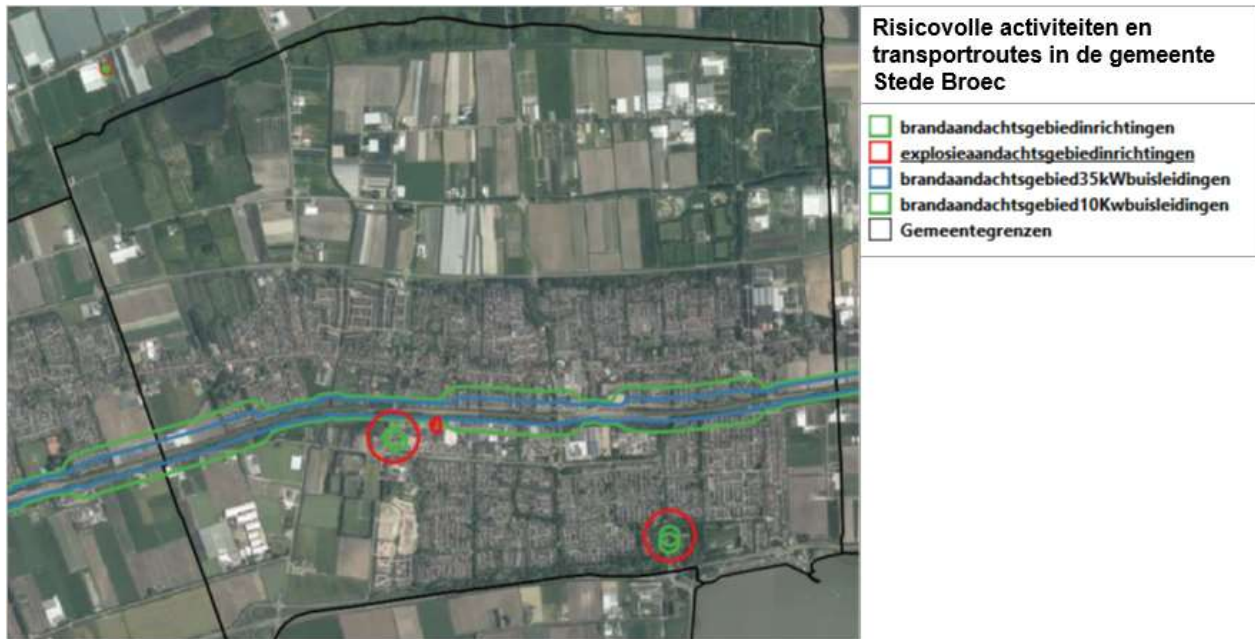 Risicovolle activiteiten en
transportroutes in de gemeente
Stede Broec
brandaandachtsgebiedinrichtingen
explosieaandachtsgebiedinrichtingen
brandaandachtsgebied35kWbuisleidingen
brandaandachtsgebied10Kwbuisleidingen
Gemeentegrenzen